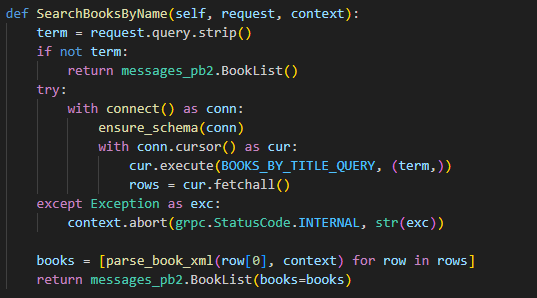 def SearchBooksByName(self, request, context):
    term = request.query.strip()
    if not term:
        return messages_pb2.BookList()
    try:
        with connect() as conn:
            ensure_schema(conn)
            with conn.cursor() as cur:
                cur.execute(BOOKS_BY_TITLE_QUERY, (term,))
                rows = cur.fetchall()
    except Exception as exc:
        context.abort(grpc.StatusCode.INTERNAL, str(exc))

    books = [parse_book_xml(row[0], context) for row in rows]
    return messages_pb2.BookList(books=books)